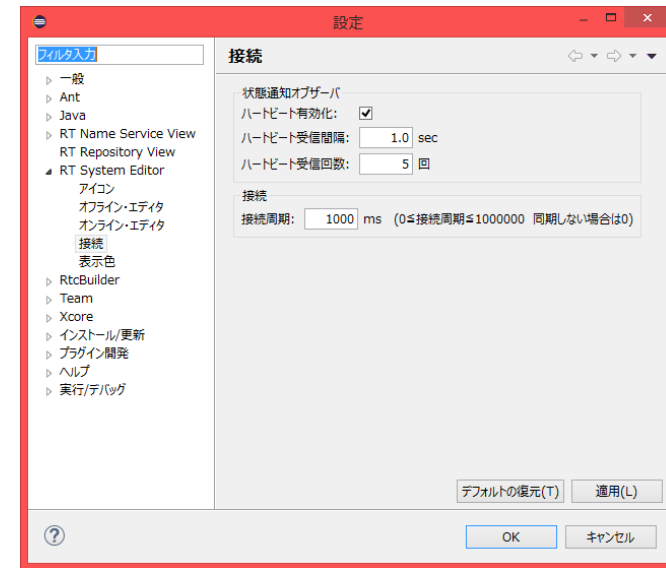 設定
フィルタ入力
一般
Ant
Java
RT Name Service View
RT Repository View
RT System Editor
アイコン
オフライン・エディタ
オンライン・エディタ
接続
表示色
RtcBuilder
Team
Xcore
インストール/更新
プラグイン開発
ヘルプ
実行/デバッグ
接続
状態通知オブザーバ
ハートビート有効化:
ハートビート受信間隔: 1.0 sec
ハートビート受信回数: 5 回
接続
接続周期: 1000 ms (0≦接続周期≦1000000 同期しない場合は0)
デフォルトの復元(T) 適用(L)
OK キャンセル